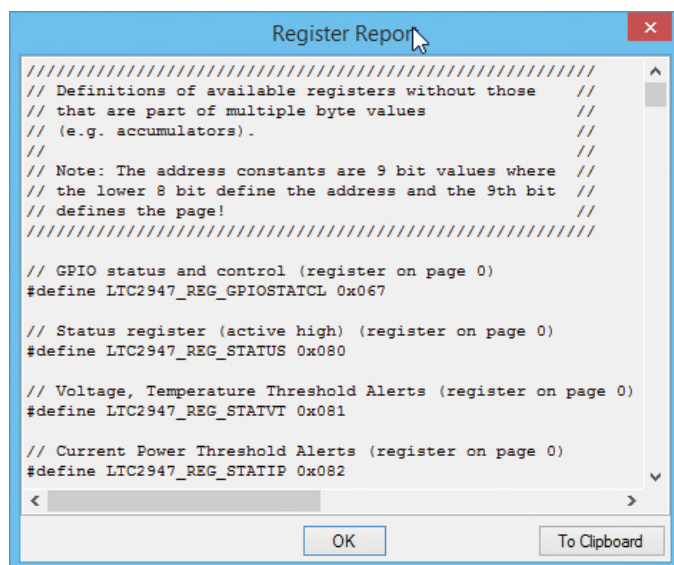 Register Report
//////////////////////////////////////////////////////////
// Definitions of available registers without those //
// that are part of multiple byte values //
// (e.g. accumulators). //
// //
// Note: The address constants are 9 bit values where //
// the lower 8 bit define the address and the 9th bit //
// defines the page! //
//////////////////////////////////////////////////////////
// GPIO status and control (register on page 0)
#define LTC2947_REG_GPIOSTATCL 0x067
// Status register (active high) (register on page 0)
#define LTC2947_REG_STATUS 0x080
// Voltage, Temperature Threshold Alerts (register on page 0)
#define LTC2947_REG_STATVT 0x081
// Current Power Threshold Alerts (register on page 0)
#define LTC2947_REG_STATIP 0x082
OK
To Clipboard